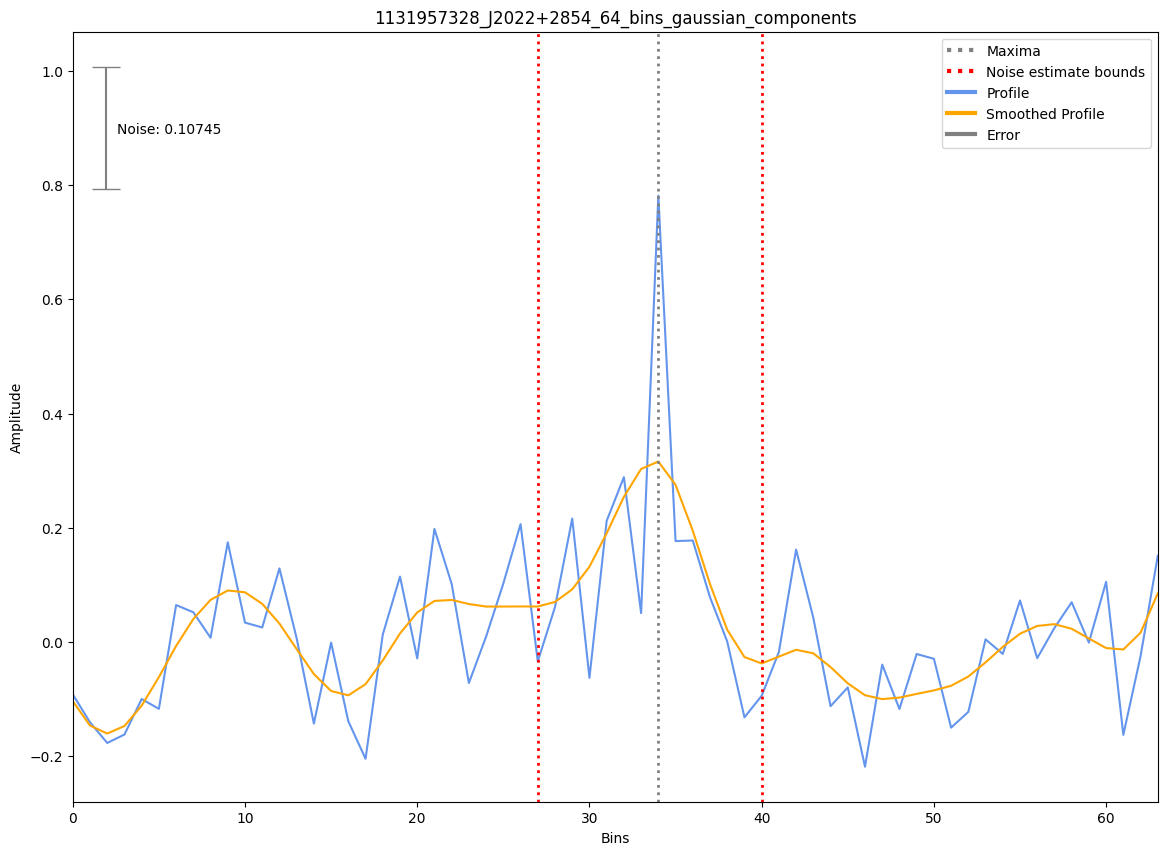 1131957328_J2022+2854_64_bins_gaussian_components
Maxima
Noise estimate bounds
Profile
Smoothed Profile
Error
Noise: 0.10745
1.0
0.8
0.6
0.4
0.2
0.0
−0.2
Amplitude
0 10 20 30 40 50 60
Bins